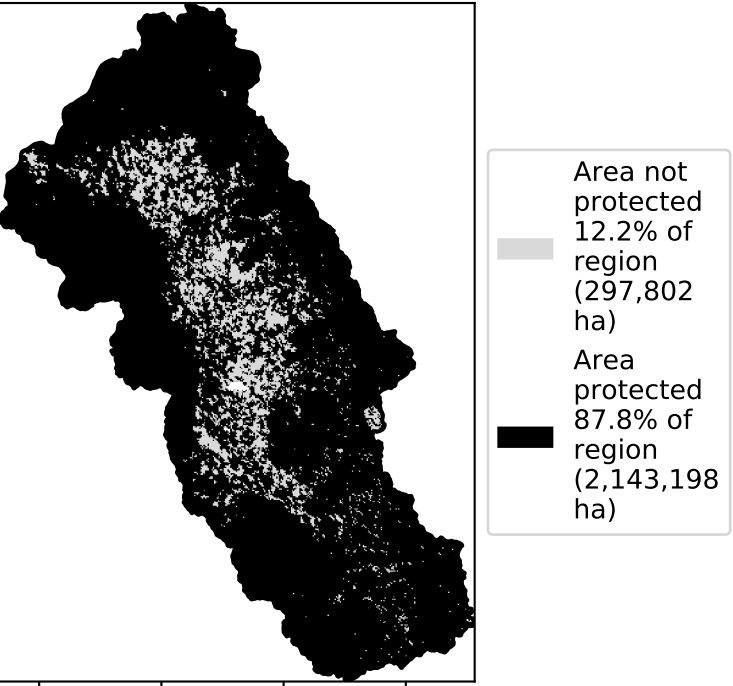 Area not
protected
12.2% of
region
(297,802
ha)
Area
protected
87.8% of
region
(2,143,198
ha)